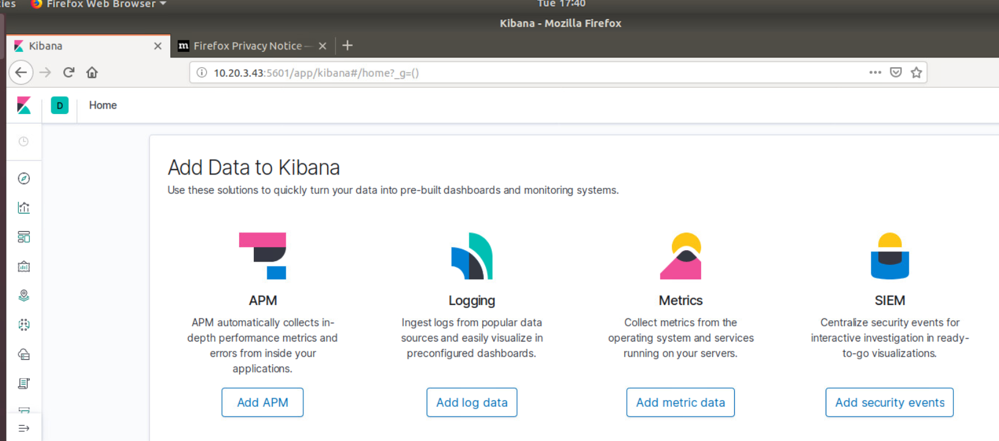 ies Firefox Web Browser Tue 17:40
Kibana - Mozilla Firefox
Kibana m Firefox Privacy Notice —
10.20.3.43:5601/app/kibana#/home?_g=()
D Home
Add Data to Kibana
Use these solutions to quickly turn your data into pre-built dashboards and monitoring systems.
APM
APM automatically collects in-
depth performance metrics and
errors from inside your
applications.
Add APM
Logging
Ingest logs from popular data
sources and easily visualize in
preconfigured dashboards.
Add log data
Metrics
Collect metrics from the
operating system and services
running on your servers.
Add metric data
SIEM
Centralize security events for
interactive investigation in ready-
to-go visualizations.
Add security events